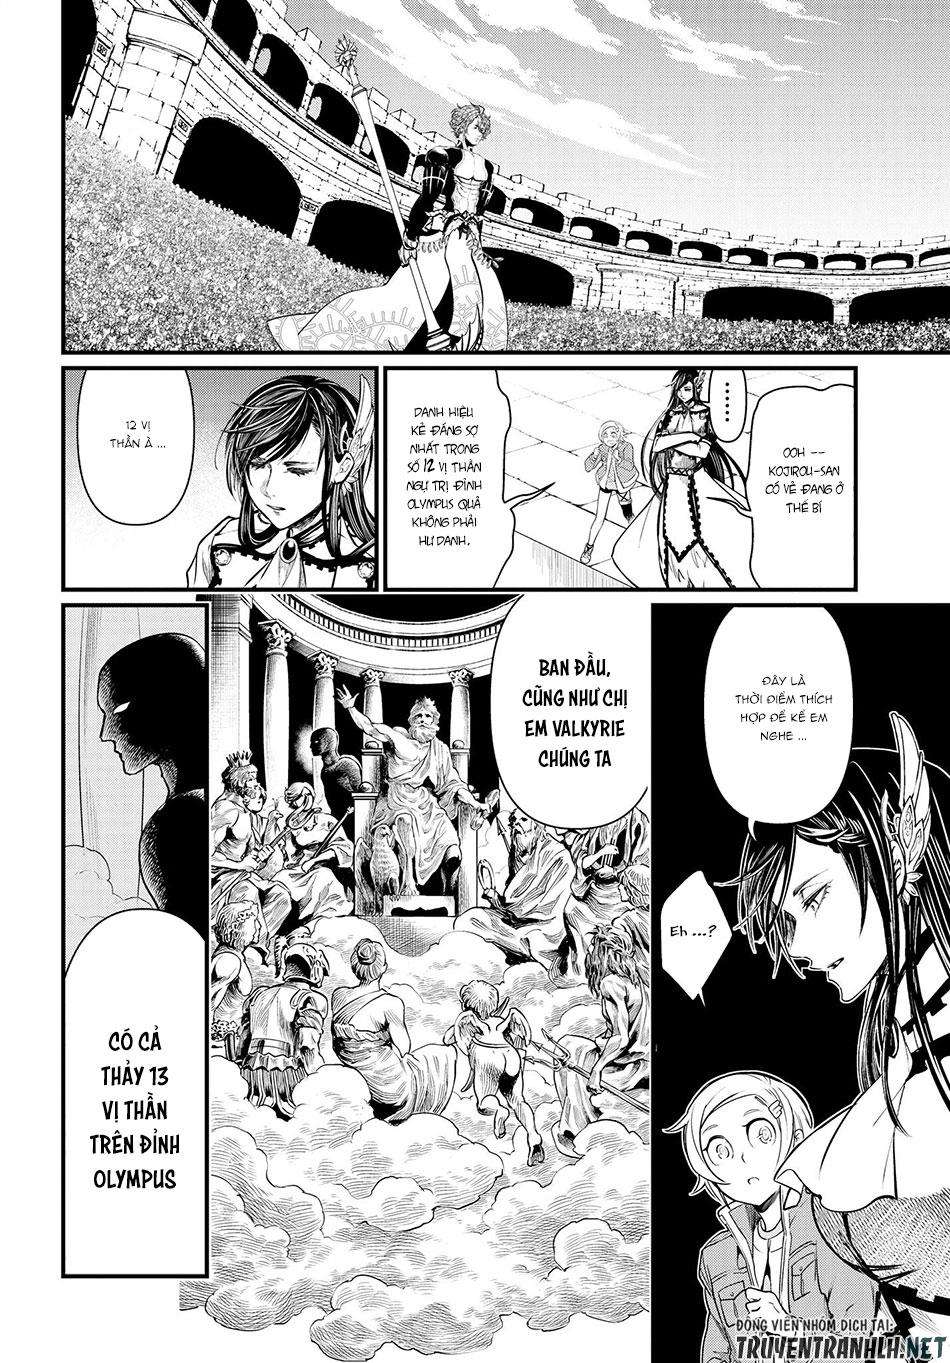 ......
OOH --
KOJIROU-SAN
CÓ VẺ ĐANG Ở
THẾ BÍ
DANH HIỆU
KẺ ĐÁNG SỢ
NHẤT TRONG
SỐ 12 VỊ THẦN
NGỰ TRỊ ĐỈNH
OLYMPUS QUẢ
KHÔNG PHẢI
HƯ DANH.
12 VỊ
THẦN À ...
ĐÂY LÀ
THỜI ĐIỂM THÍCH
HỢP ĐỂ KỂ EM
NGHE ...
Eh ...?
BAN ĐẦU,
CŨNG NHƯ CHỊ
EM VALKYRIE
CHÚNG TA
CÓ CẢ
THẢY 13
VỊ THẦN
TRÊN ĐỈNH
OLYMPUS
ĐỘNG VIÊN NHÓM DỊCH TẠI:
TRUYENTRANHLH.NET